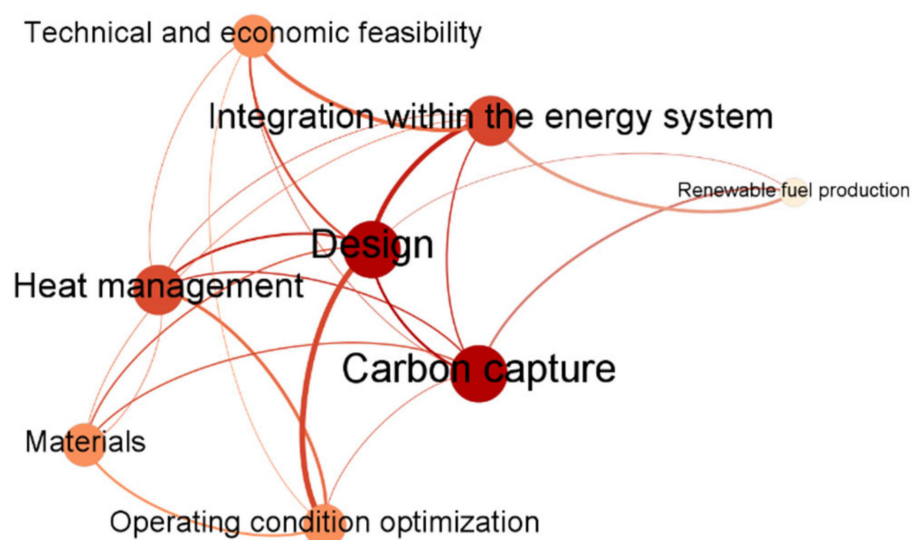 Technical and economic feasibility
Integration within the energy system
Renewable fuel production
Design
Heat management
Carbon capture
Materials
Operating condition optimization